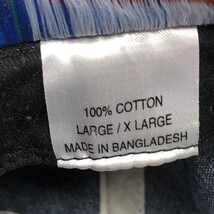 100% COTTON
LARGE / X LARGE
MADE IN BANGLADESH